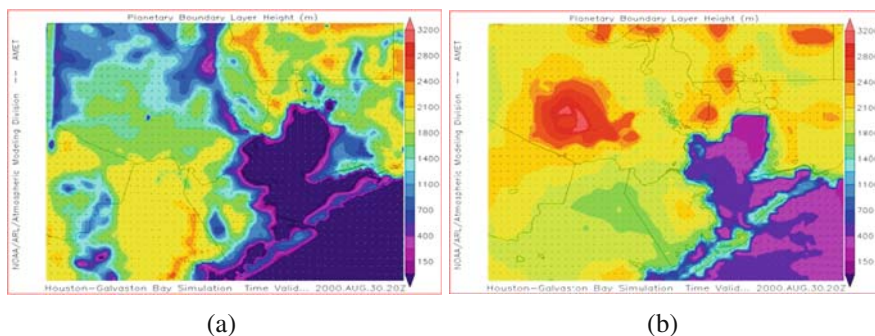 Planetary Boundary Layer Height (m)
NOAA/ARL/Atmospheric Modeling Division -- AMET
3200
2800
2400
2100
1800
1400
1100
700
400
150
Houston-Galvaston Bay Simulation Time Valid... 2000.AUG.30.20Z
(a)
Planetary Boundary Layer Height (m)
NOAA/ARL/Atmospheric Modeling Division -- AMET
3200
2800
2400
2100
1800
1400
1100
700
400
150
Houston-Galvaston Bay Simulation Time Valid... 2000.AUG.30.20Z
(b)